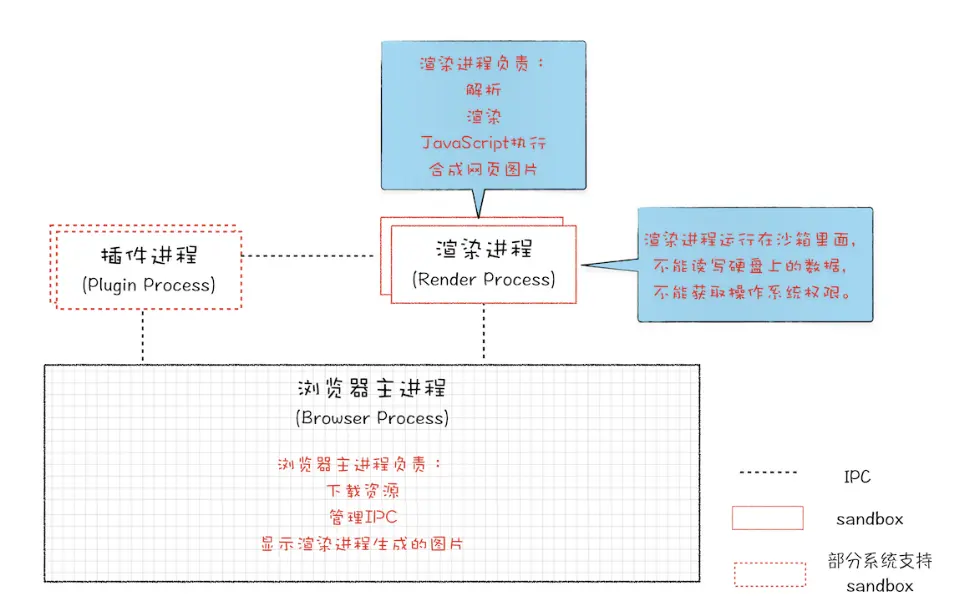 渲染进程负责：
解析
渲染
JavaScript执行
合成网页图片
插件进程
(Plugin Process)
渲染进程
(Render Process)
渲染进程运行在沙箱里面，
不能读写硬盘上的数据，
不能获取操作系统权限。
浏览器主进程
(Browser Process)
浏览器主进程负责：
下载资源
管理IPC
显示渲染进程生成的图片
IPC
sandbox
部分系统支持
sandbox